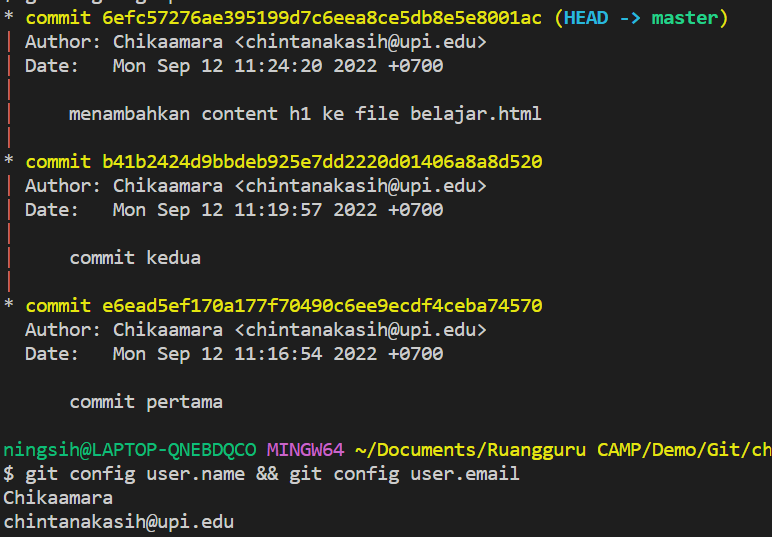 * commit 6efc57276ae395199d7c6eea8ce5db8e5e8001ac (HEAD -> master)
| Author: Chikaamara <chintanakasih@upi.edu>
| Date:   Mon Sep 12 11:24:20 2022 +0700
|
|     menambahkan content h1 ke file belajar.html
|
* commit b41b2424d9bbdeb925e7dd2220d01406a8a8d520
| Author: Chikaamara <chintanakasih@upi.edu>
| Date:   Mon Sep 12 11:19:57 2022 +0700
|
|     commit kedua
|
* commit e6ead5ef170a177f70490c6ee9ecdf4ceba74570
  Author: Chikaamara <chintanakasih@upi.edu>
  Date:   Mon Sep 12 11:16:54 2022 +0700

      commit pertama

ningsih@LAPTOP-QNEBDQCO MINGW64 ~/Documents/Ruangguru CAMP/Demo/Git/ch
$ git config user.name && git config user.email
Chikaamara
chintanakasih@upi.edu